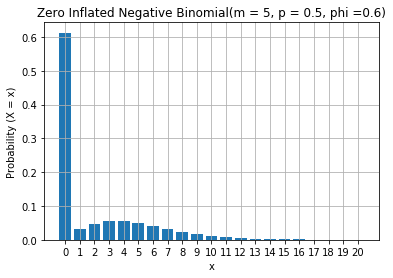 Zero Inflated Negative Binomial(m = 5, p = 0.5, phi =0.6)
Probability (X = x)
0.6
0.5
0.4
0.3
0.2
0.1
0.0
0 1 2 3 4 5 6 7 8 9 10 11 12 13 14 15 16 17 18 19 20
x